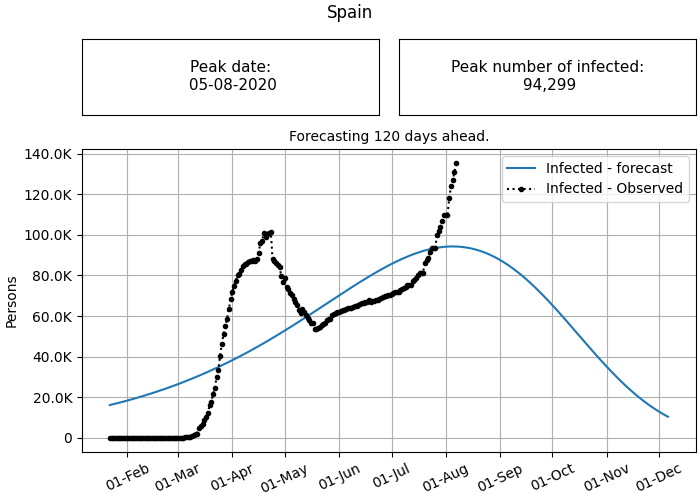 Spain
Peak date:
05-08-2020
Peak number of infected:
94,299
Forecasting 120 days ahead.
140.0K
120.0K
100.0K
80.0K
60.0K
40.0K
20.0K
0
Persons
Infected - forecast
Infected - Observed
01-Feb
01-Mar
01-Apr
01-May
01-Jun
01-Jul
01-Aug
01-Sep
01-Oct
01-Nov
01-Dec